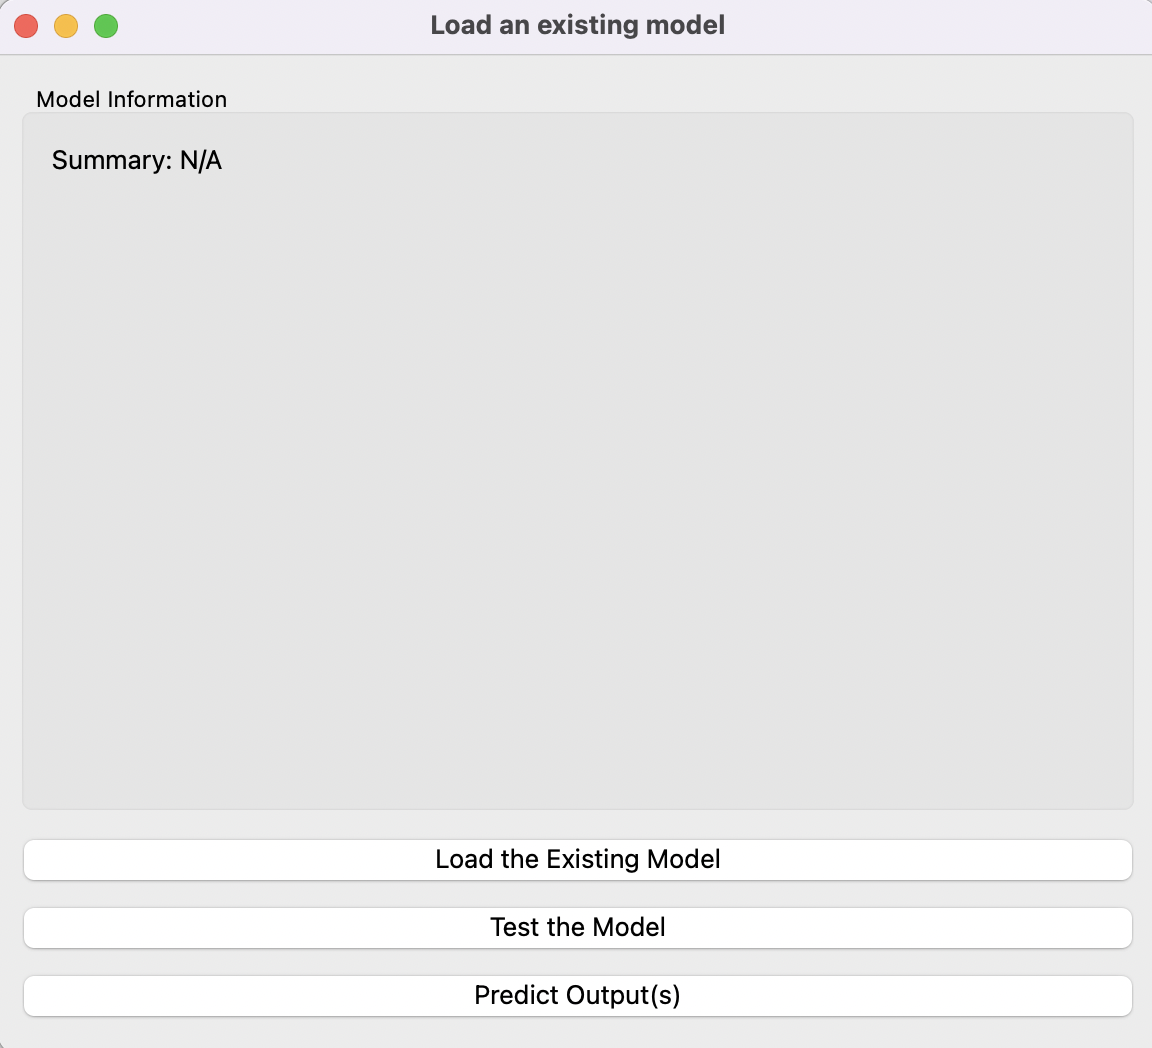 Load an existing model
Model Information
Summary: N/A
Load the Existing Model
Test the Model
Predict Output(s)